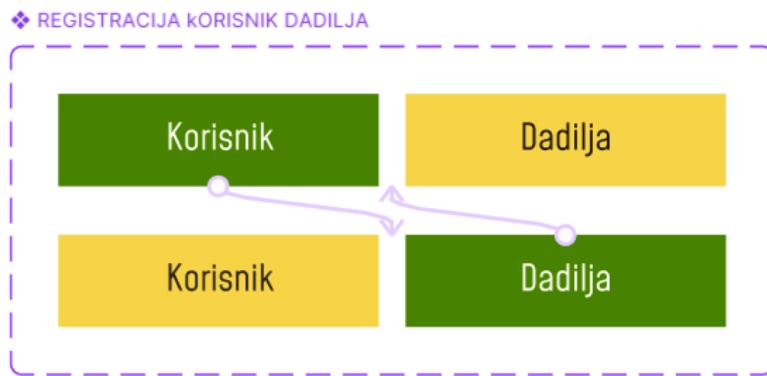 REGISTRACIJA kORISNIK DADILJA
Korisnik
Dadilja
Korisnik
Dadilja